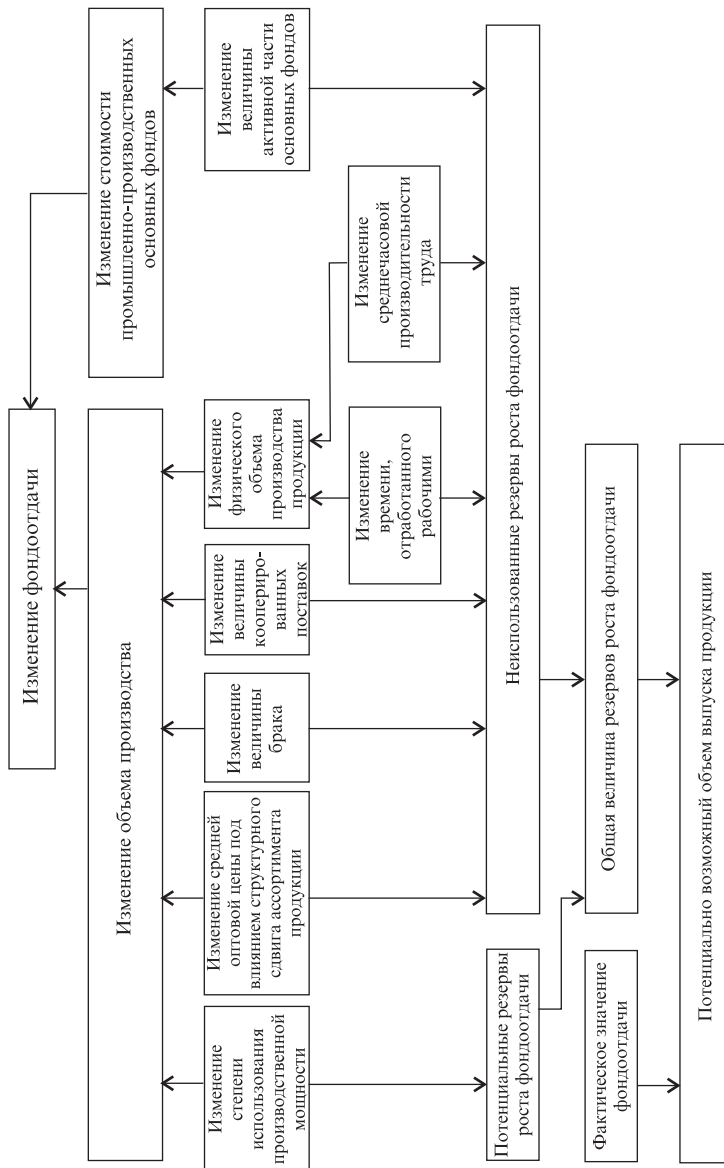 Изменение фондоотдачи
Изменение объема производства
Изменение стоимости
промышленно-производственных
основных фондов
Изменение
степени
использования
производственной
мощности
Изменение средней
оптовой цены под
влиянием структурного
сдвига ассортимента
продукции
Изменение
величины
брака
Изменение
величины
коопериро-
ванных
поставок
Изменение
физического
объема
производства
продукции
Изменение
величины
активной части
основных фондов
Изменение
времени,
отработанного
рабочими
Изменение
среднечасовой
производительности
труда
Потенциальные резервы
роста фондоотдачи
Неиспользованные резервы роста фондоотдачи
Фактическое значение
фондоотдачи
Общая величина резервов роста фондоотдачи
Потенциально возможный объем выпуска продукции